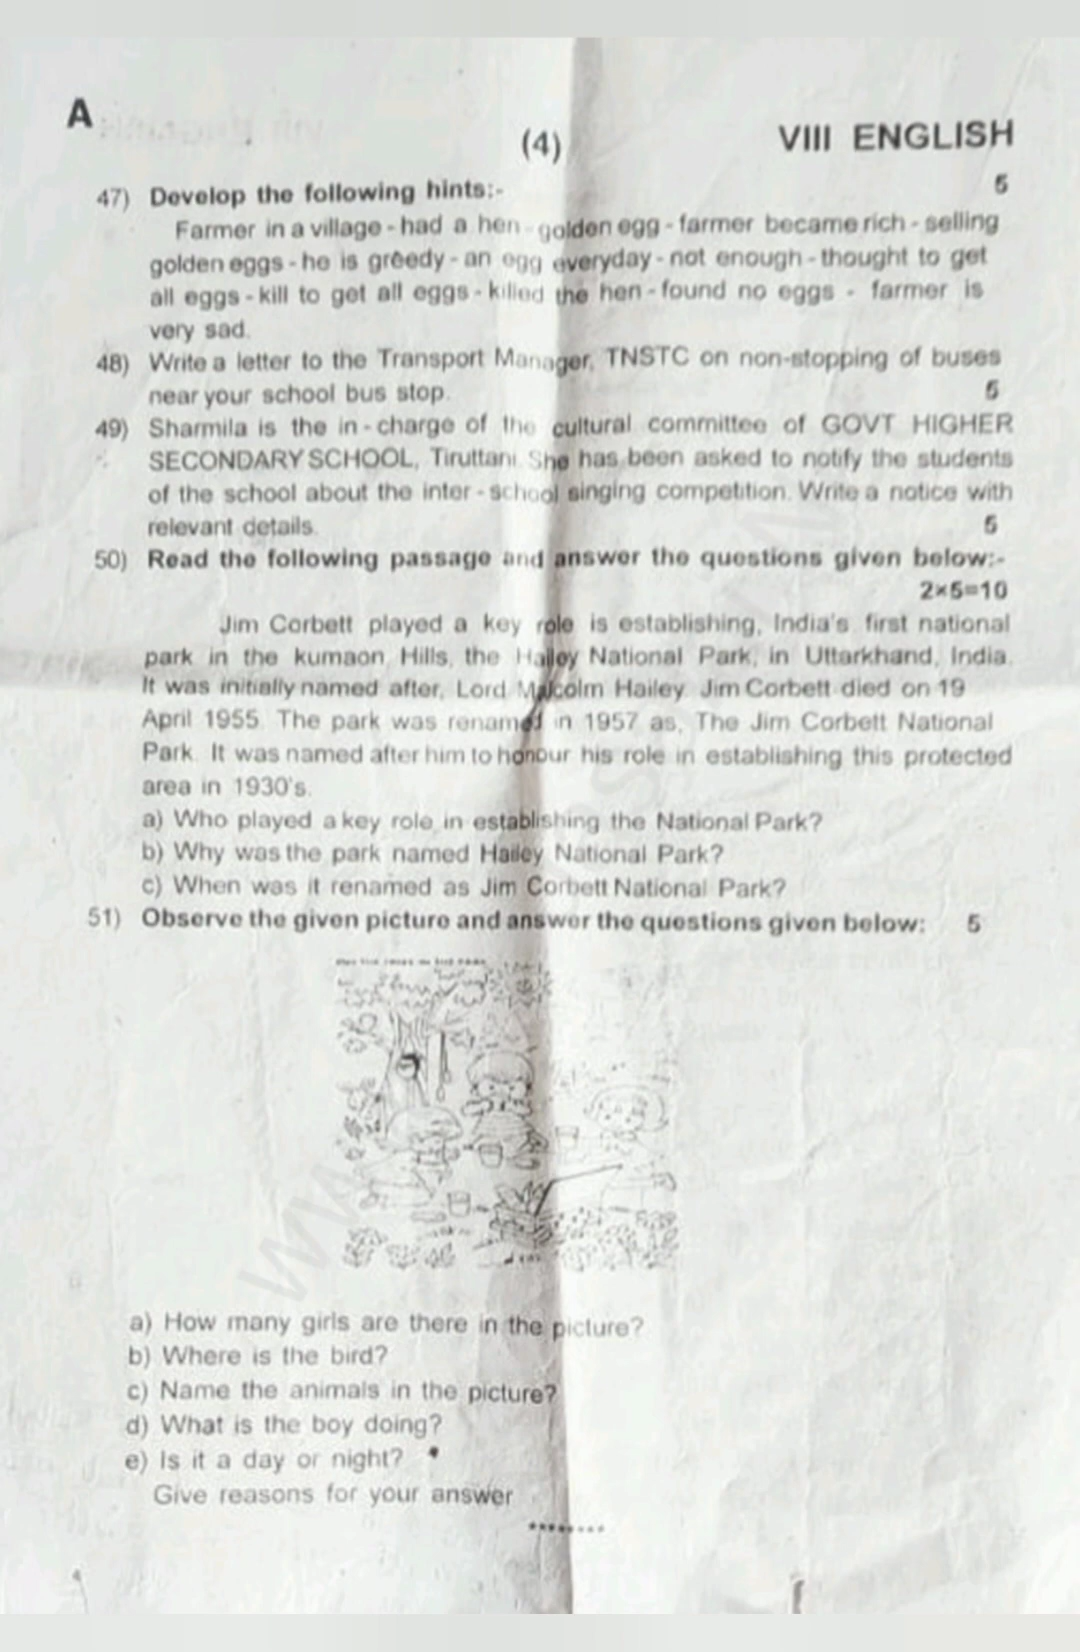 A
(4)
VIII ENGLISH
47) Develop the following hints:- 5
Farmer in a village - had a hen - golden egg - farmer became rich - selling
golden eggs - he is greedy - an egg everyday - not enough - thought to get
all eggs - kill to get all eggs - killed the hen - found no eggs - farmer is
very sad.
48) Write a letter to the Transport Manager, TNSTC on non-stopping of buses
near your school bus stop. 5
49) Sharmila is the in - charge of the cultural committee of GOVT HIGHER
SECONDARY SCHOOL, Tiruttani. She has been asked to notify the students
of the school about the inter - school singing competition. Write a notice with
relevant details. 5
50) Read the following passage and answer the questions given below:-
2×5=10
Jim Corbett played a key role is establishing, India's first national
park in the kumaon Hills, the Hailey National Park, in Uttarkhand, India.
It was initially named after, Lord Malcolm Hailey. Jim Corbett died on 19
April 1955. The park was renamed in 1957 as, The Jim Corbett National
Park. It was named after him to honour his role in establishing this protected
area in 1930's.
a) Who played a key role in establishing the National Park?
b) Why was the park named Hailey National Park?
c) When was it renamed as Jim Corbett National Park?
51) Observe the given picture and answer the questions given below: 5
a) How many girls are there in the picture?
b) Where is the bird?
c) Name the animals in the picture?
d) What is the boy doing?
e) Is it a day or night?
Give reasons for your answer